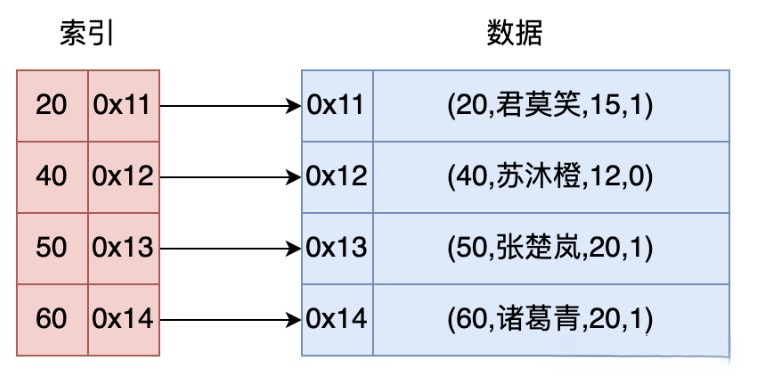 索引 数据
20 0x11 0x11 (20,君莫笑,15,1)
40 0x12 0x12 (40,苏沐橙,12,0)
50 0x13 0x13 (50,张楚岚,20,1)
60 0x14 0x14 (60,诸葛青,20,1)